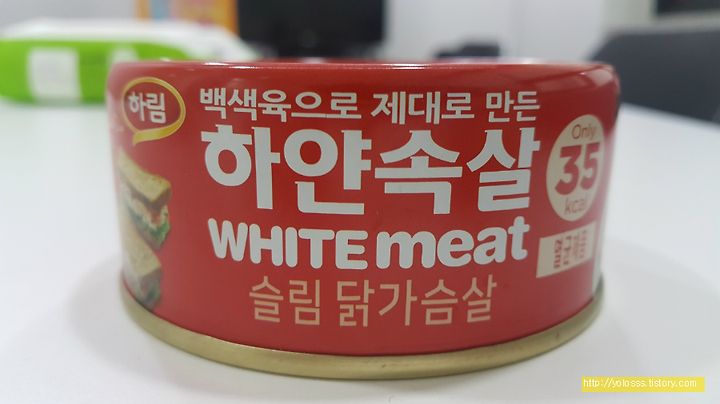 하림
백색육으로 제대로 만든
하얀속살
WHITE meat
슬림 닭가슴살
Only
35
kcal
http://yolosss.tistory.com